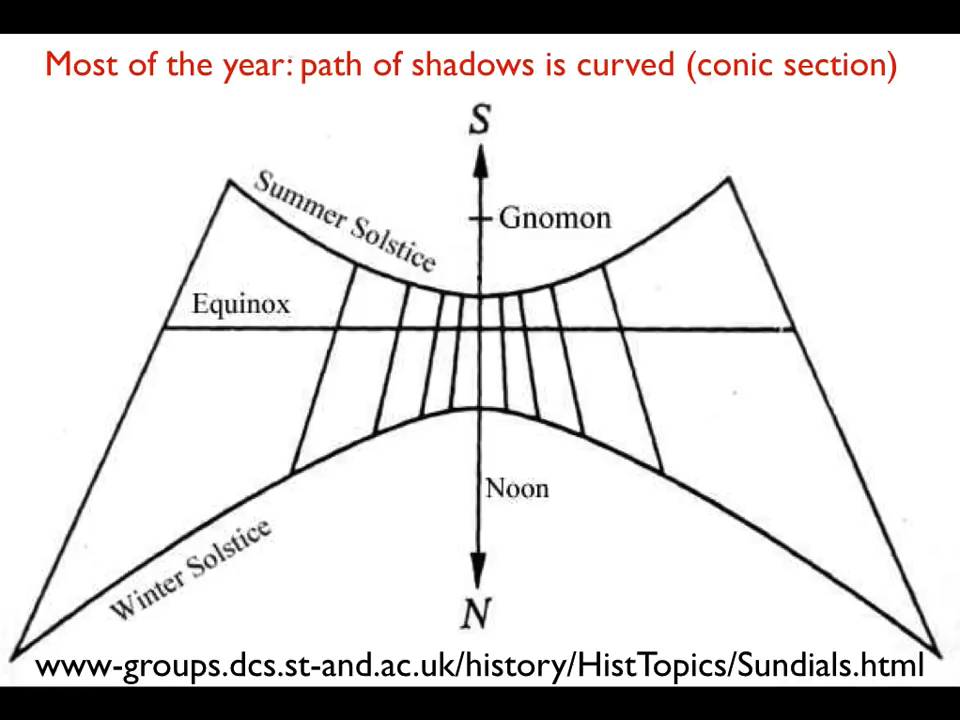 Most of the year: path of shadows is curved (conic section)
S
Summer Solstice
Gnomon
Equinox
Noon
Winter Solstice
N
www-groups.dcs.st-and.ac.uk/history/HistTopics/Sundials.html